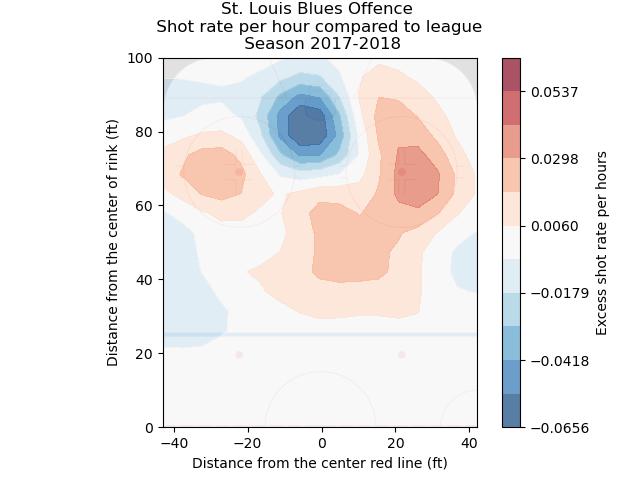 St. Louis Blues Offence
Shot rate per hour compared to league
Season 2017-2018
100
80
60
40
20
0
−40
−20
0
20
40
Distance from the center of rink (ft)
Distance from the center red line (ft)
0.0537
0.0298
0.0060
−0.0179
−0.0418
−0.0656
Excess shot rate per hours